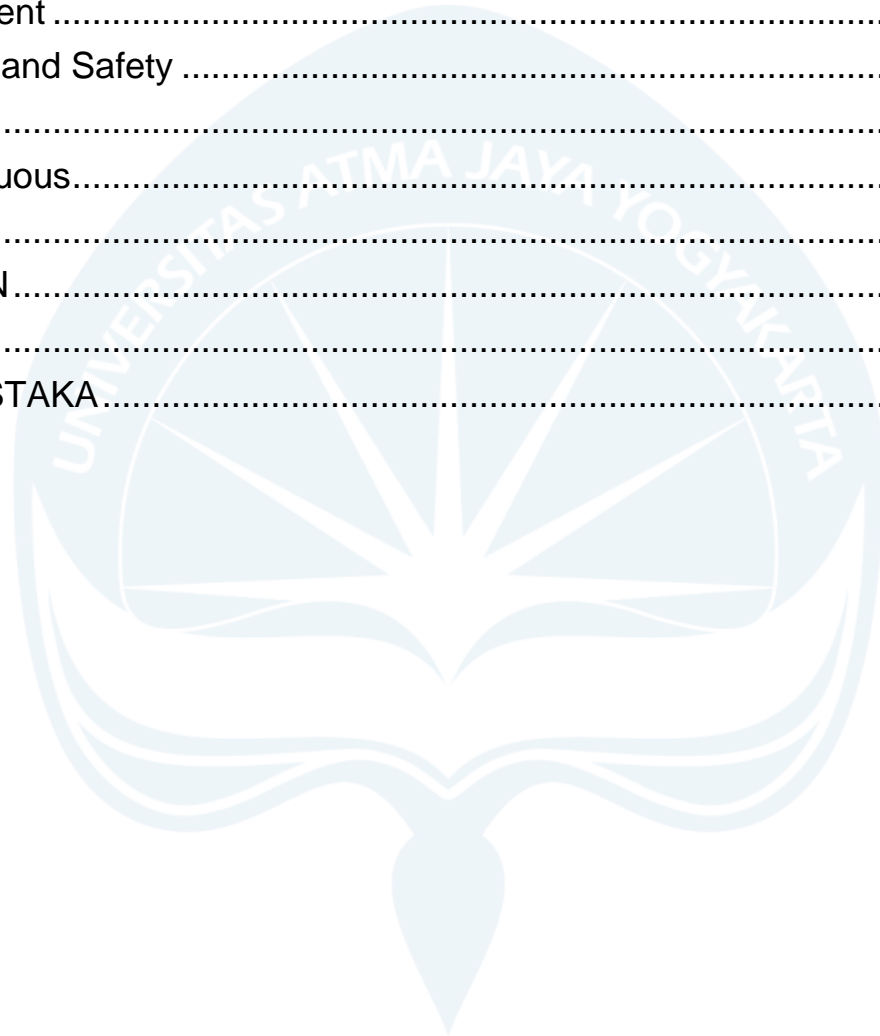 ent ........................................................................................
and Safety ...........................................................................
.............................................................................................
uous......................................................................................
.............................................................................................
N............................................................................................
.............................................................................................
STAKA...................................................................................
UNIVERSITAS ATMA JAYA YOGYAKARTA